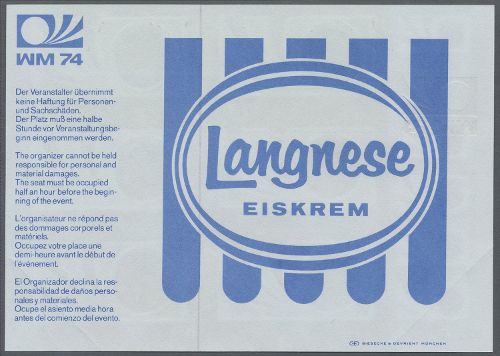 WM 74
Der Veranstalter übernimmt
keine Haftung für Personen-
und Sachschäden.
Der Platz muß eine halbe
Stunde vor Veranstaltungsbe-
ginn eingenommen werden.
The organizer cannot be held
responsible for personal and
material damages.
The seat must be occupied
half an hour before the begin-
ning of the event.
L'organisateur ne répond pas
des dommages corporels et
matériels.
Occupez votre place une
demi-heure avant le début de
l'événement.
El Organizador declina la res-
ponsabilidad de daños perso-
nales y materiales.
Ocupe el asiento media hora
antes del comienzo del evento.
Langnese
EISKREM
GD GIESECKE & DEVRIENT MÜNCHEN